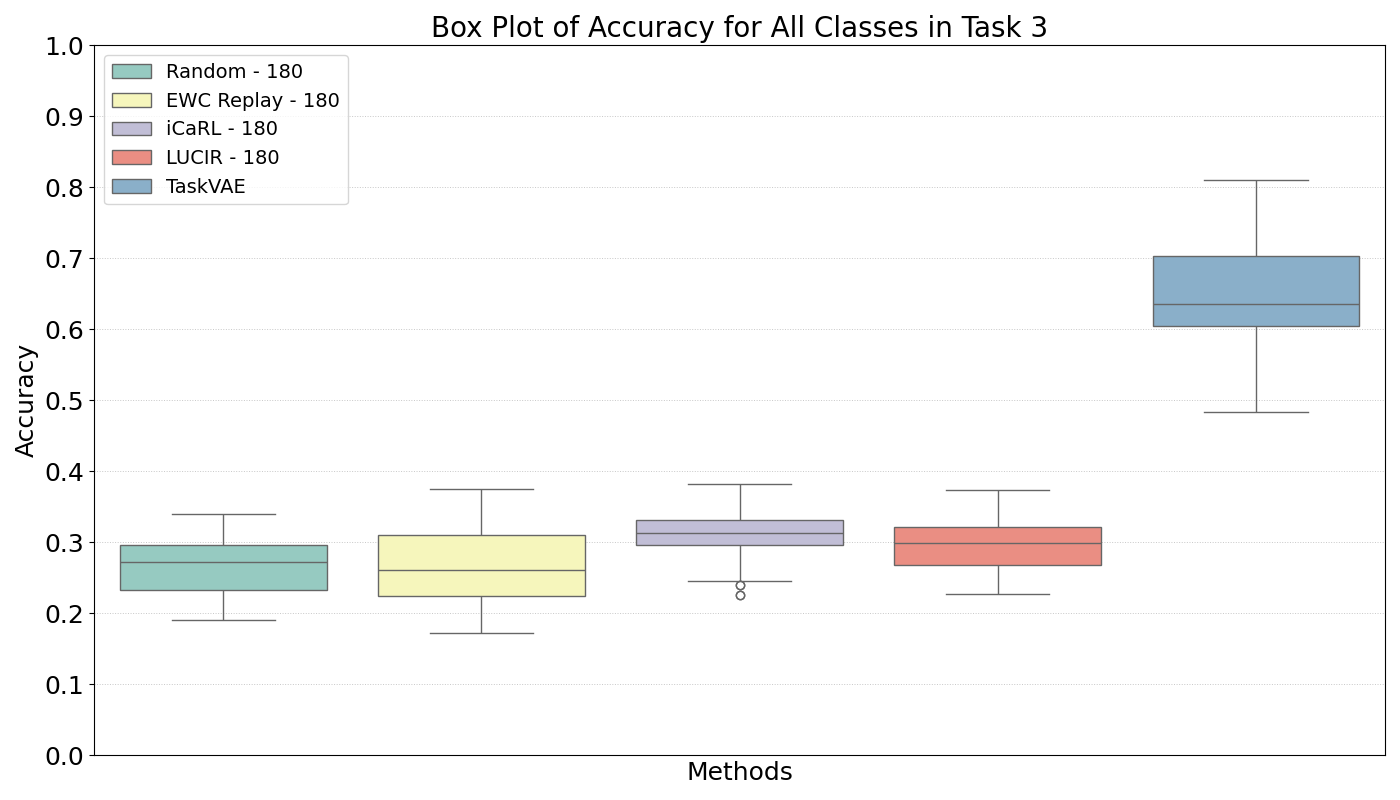 Box Plot of Accuracy for All Classes in Task 3
1.0
0.9
0.8
0.7
0.6
0.5
0.4
0.3
0.2
0.1
0.0
Accuracy
Random - 180
EWC Replay - 180
iCaRL - 180
LUCIR - 180
TaskVAE
Methods